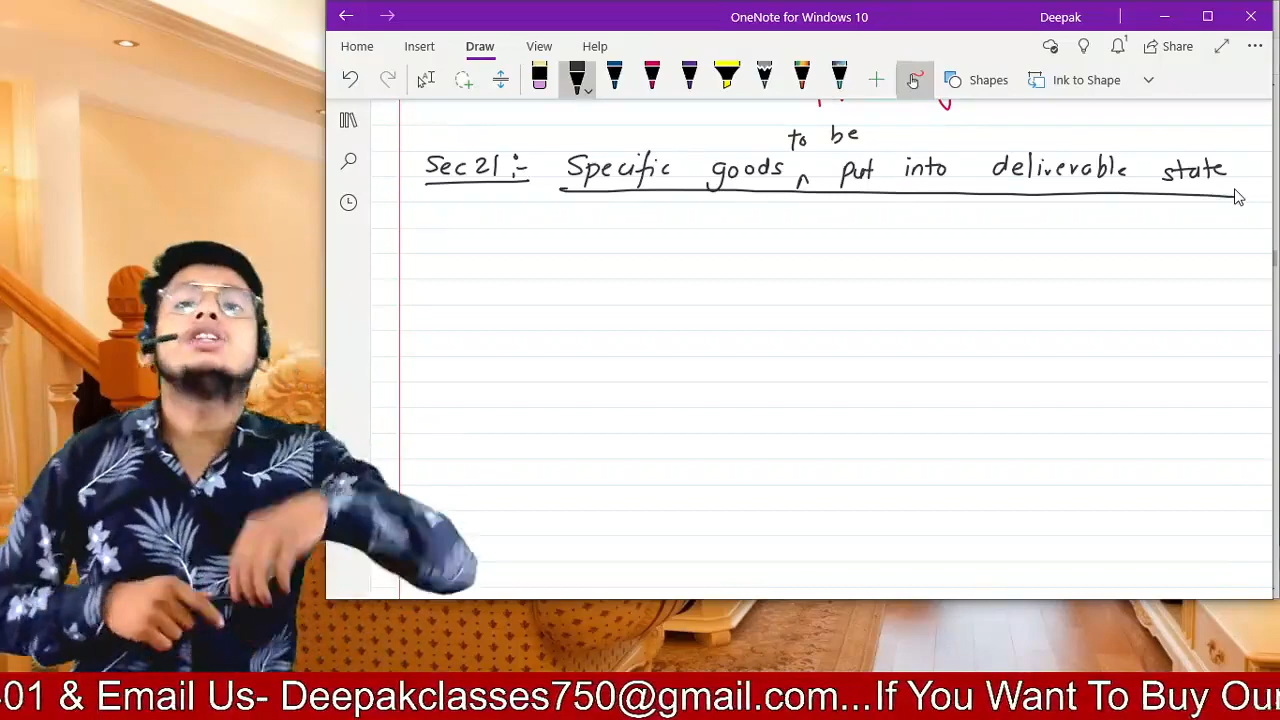 OneNote for Windows 10
Deepak
Home Insert Draw View Help
Share
Shapes
Ink to Shape
to be
Sec 21 :- Specific goods ^ put into deliverable state
01 & Email Us- Deepakclasses750@gmail.com...If You Want To Buy Our